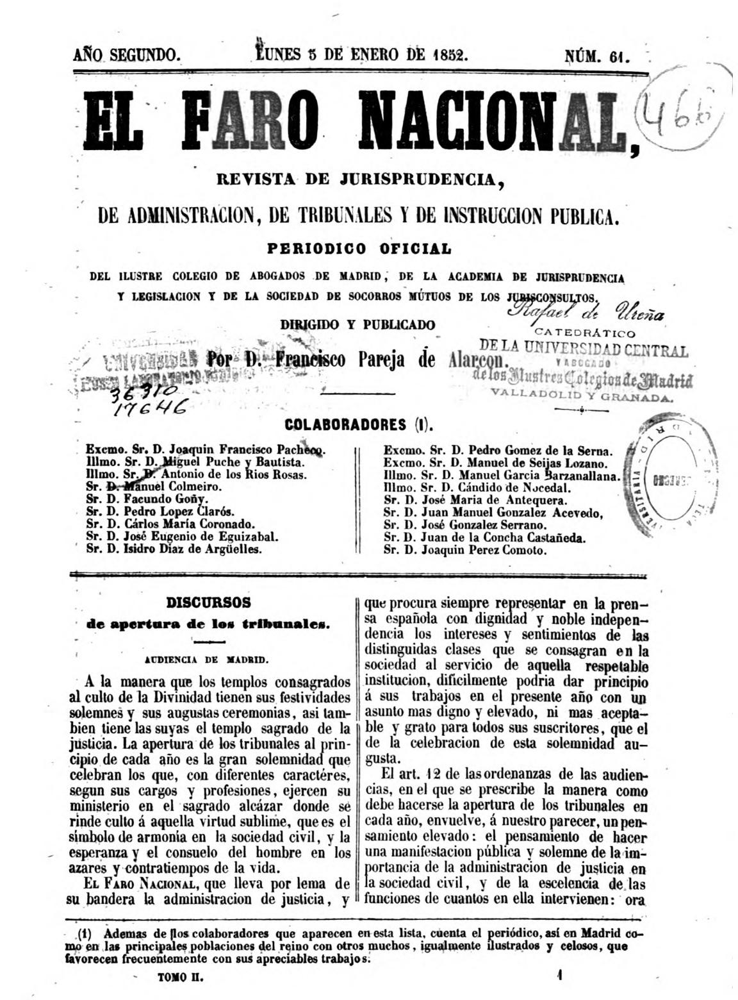 AÑO SEGUNDO. LUNES 5 DE ENERO DE 1852. NÚM. 61.
466
EL FARO NACIONAL,
REVISTA DE JURISPRUDENCIA,
DE ADMINISTRACION, DE TRIBUNALES Y DE INSTRUCCION PUBLICA.
PERIODICO OFICIAL
DEL ILUSTRE COLEGIO DE ABOGADOS DE MADRID, DE LA ACADEMIA DE JURISPRUDENCIA
Y LEGISLACION Y DE LA SOCIEDAD DE SOCORROS MÚTUOS DE LOS JURISCONSULTOS.
Rafael de Ureña
CATEDRÁTICO
DE LA UNIVERSIDAD CENTRAL
Y ABOGADO
de los Ilustres Colegios de Madrid
VALLADOLID Y GRANADA.
DIRIGIDO Y PUBLICADO
Por D. Francisco Pareja de Alarcon.
UNIVERSIDAD
36310
17646
COLABORADORES (I).
Excmo. Sr. D. Joaquin Francisco Pacheco.
Illmo. Sr. D. Miguel Puche y Bautista.
Illmo. Sr. D. Antonio de los Rios Rosas.
Sr. D. Manuel Colmeiro.
Sr. D. Facundo Goñy.
Sr. D. Pedro Lopez Clarós.
Sr. D. Cárlos María Coronado.
Sr. D. José Eugenio de Eguizabal.
Sr. D. Isidro Diaz de Argüelles.
Excmo. Sr. D. Pedro Gomez de la Serna.
Excmo. Sr. D. Manuel de Seijas Lozano.
Illmo. Sr. D. Manuel Garcia Barzanallana.
Illmo. Sr. D. Cándido de Nocedal.
Sr. D. José Maria de Antequera.
Sr. D. Juan Manuel Gonzalez Acevedo,
Sr. D. José Gonzalez Serrano.
Sr. D. Juan de la Concha Castañeda.
Sr. D. Joaquin Perez Comoto.
DISCURSOS
de apertura de los tribunales.
AUDIENCIA DE MADRID.
A la manera que los templos consagrados
al culto de la Divinidad tienen sus festividades
solemnes y sus augustas ceremonias, asi tam-
bien tiene las suyas el templo sagrado de la
justicia. La apertura de los tribunales al prin-
cipio de cada año es la gran solemnidad que
celebran los que, con diferentes caractéres,
segun sus cargos y profesiones, ejercen su
ministerio en el sagrado alcázar donde se
rinde culto á aquella virtud sublime, que es el
símbolo de armonía en la sociedad civil, y la
esperanza y el consuelo del hombre en los
azares y contratiempos de la vida.
EL FARO NACIONAL, que lleva por lema de
su bandera la administracion de justicia, y
que procura siempre representar en la pren-
sa española con dignidad y noble indepen-
dencia los intereses y sentimientos de las
distinguidas clases que se consagran en la
sociedad al servicio de aquella respetable
institucion, dificilmente podria dar principio
á sus trabajos en el presente año con un
asunto mas digno y elevado, ni mas acepta-
ble y grato para todos sus suscritores, que el
de la celebracion de esta solemnidad au-
gusta.
El art. 12 de las ordenanzas de las audien-
cias, en el que se prescribe la manera como
debe hacerse la apertura de los tribunales en
cada año, envuelve, á nuestro parecer, un pen-
samiento elevado: el pensamiento de hacer
una manifestacion pública y solemne de la im-
portancia de la administracion de justicia en
la sociedad civil, y de la escelencia de las
funciones de cuantos en ella intervienen: ora
(1) Ademas de los colaboradores que aparecen en esta lista, cuenta el periódico, así en Madrid co-
mo en las principales poblaciones del reino con otros muchos, igualmente ilustrados y celosos, que
favorecen frecuentemente con sus apreciables trabajos.
TOMO II. 1